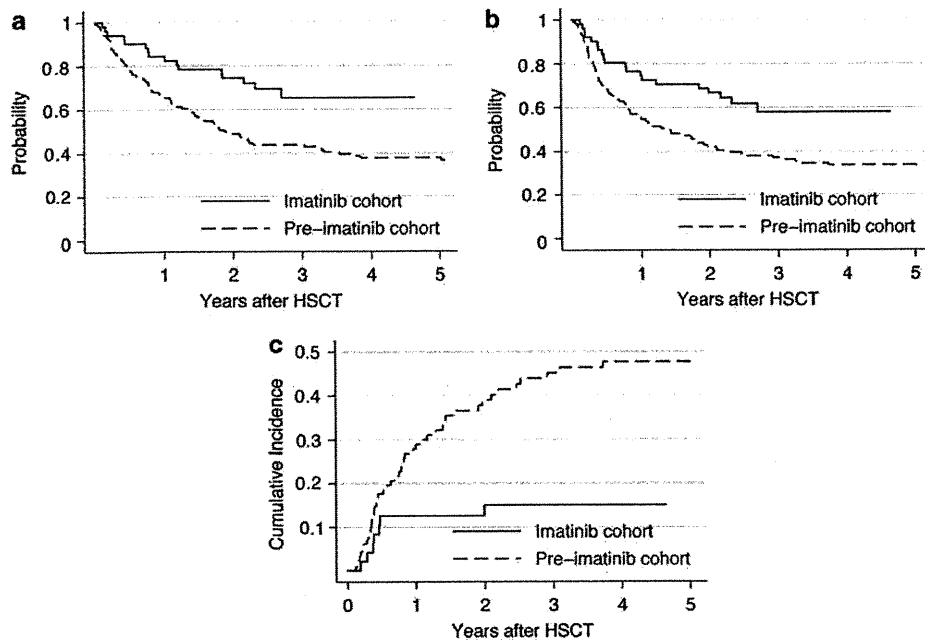 a
1
0.8
0.6
0.4
0.2
0
Probability
Imatinib cohort
Pre-imatinib cohort
1 2 3 4 5
Years after HSCT
b
1
0.8
0.6
0.4
0.2
0
Probability
Imatinib cohort
Pre-imatinib cohort
1 2 3 4 5
Years after HSCT
c
0.5
0.4
0.3
0.2
0.1
Cumulative Incidence
Imatinib cohort
Pre-imatinib cohort
0 1 2 3 4 5
Years after HSCT